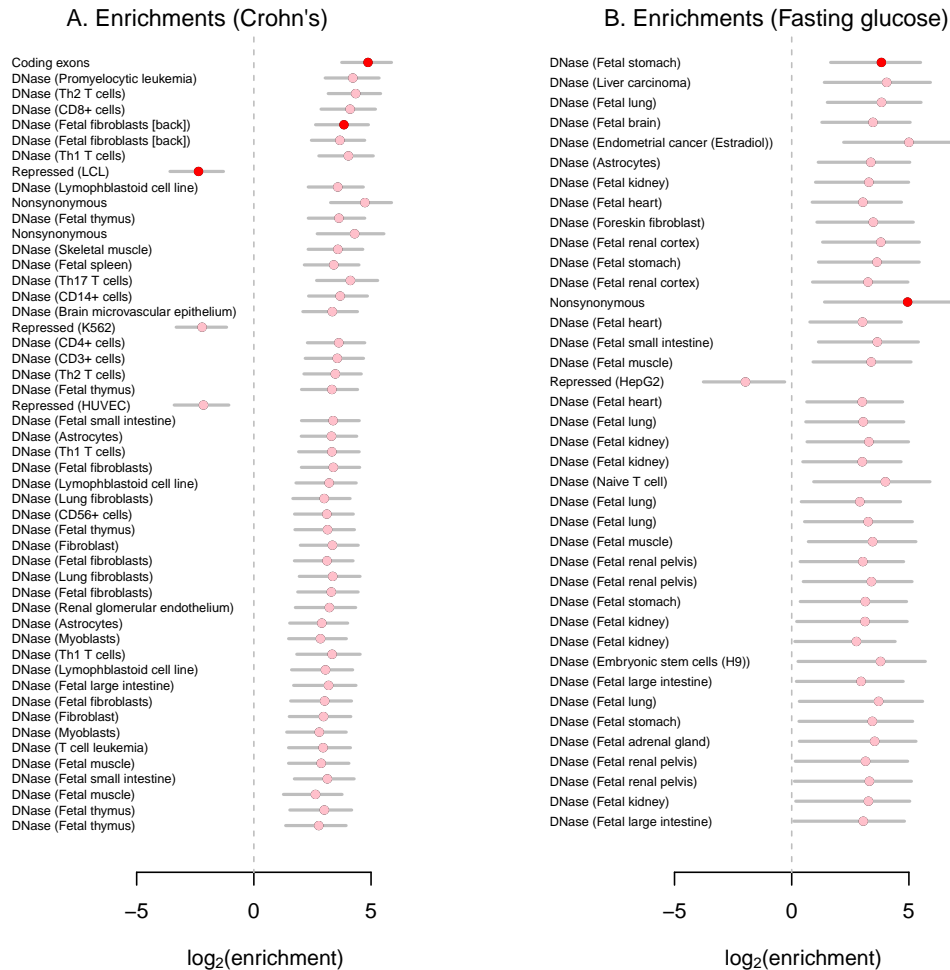 A. Enrichments (Crohn's)
Coding exons
DNase (Promyelocytic leukemia)
DNase (Th2 T cells)
DNase (CD8+ cells)
DNase (Fetal fibroblasts [back])
DNase (Fetal fibroblasts [back])
DNase (Th1 T cells)
Repressed (LCL)
DNase (Lymophblastoid cell line)
Nonsynonymous
DNase (Fetal thymus)
Nonsynonymous
DNase (Skeletal muscle)
DNase (Fetal spleen)
DNase (Th17 T cells)
DNase (CD14+ cells)
DNase (Brain microvascular epithelium)
Repressed (K562)
DNase (CD4+ cells)
DNase (CD3+ cells)
DNase (Th2 T cells)
DNase (Fetal thymus)
Repressed (HUVEC)
DNase (Fetal small intestine)
DNase (Astrocytes)
DNase (Th1 T cells)
DNase (Fetal fibroblasts)
DNase (Lymophblastoid cell line)
DNase (Lung fibroblasts)
DNase (CD56+ cells)
DNase (Fetal thymus)
DNase (Fibroblast)
DNase (Fetal fibroblasts)
DNase (Lung fibroblasts)
DNase (Fetal fibroblasts)
DNase (Renal glomerular endothelium)
DNase (Astrocytes)
DNase (Myoblasts)
DNase (Th1 T cells)
DNase (Lymophblastoid cell line)
DNase (Fetal large intestine)
DNase (Fetal fibroblasts)
DNase (Fibroblast)
DNase (Myoblasts)
DNase (T cell leukemia)
DNase (Fetal muscle)
DNase (Fetal small intestine)
DNase (Fetal muscle)
DNase (Fetal thymus)
DNase (Fetal thymus)
−5 0 5
log2(enrichment)
B. Enrichments (Fasting glucose)
DNase (Fetal stomach)
DNase (Liver carcinoma)
DNase (Fetal lung)
DNase (Fetal brain)
DNase (Endometrial cancer (Estradiol))
DNase (Astrocytes)
DNase (Fetal kidney)
DNase (Fetal heart)
DNase (Foreskin fibroblast)
DNase (Fetal renal cortex)
DNase (Fetal stomach)
DNase (Fetal renal cortex)
Nonsynonymous
DNase (Fetal heart)
DNase (Fetal small intestine)
DNase (Fetal muscle)
Repressed (HepG2)
DNase (Fetal heart)
DNase (Fetal lung)
DNase (Fetal kidney)
DNase (Fetal kidney)
DNase (Naive T cell)
DNase (Fetal lung)
DNase (Fetal lung)
DNase (Fetal muscle)
DNase (Fetal renal pelvis)
DNase (Fetal renal pelvis)
DNase (Fetal stomach)
DNase (Fetal kidney)
DNase (Fetal kidney)
DNase (Embryonic stem cells (H9))
DNase (Fetal large intestine)
DNase (Fetal lung)
DNase (Fetal stomach)
DNase (Fetal adrenal gland)
DNase (Fetal renal pelvis)
DNase (Fetal renal pelvis)
DNase (Fetal kidney)
DNase (Fetal large intestine)
−5 0 5
log2(enrichment)